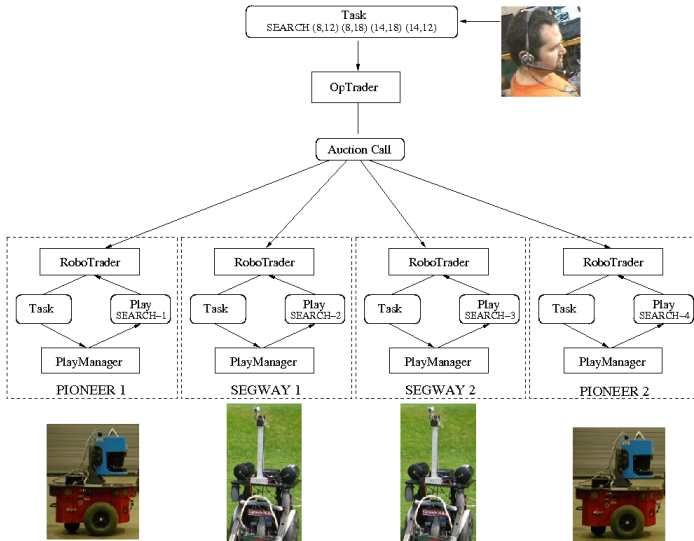 Task
SEARCH (8,12) (8,18) (14,18) (14,12)
OpTrader
Auction Call
RoboTrader
RoboTrader
RoboTrader
RoboTrader
Task
Play
SEARCH−1
Task
Play
SEARCH−2
Task
Play
SEARCH−3
Task
Play
SEARCH−4
PlayManager
PlayManager
PlayManager
PlayManager
PIONEER 1
SEGWAY 1
SEGWAY 2
PIONEER 2